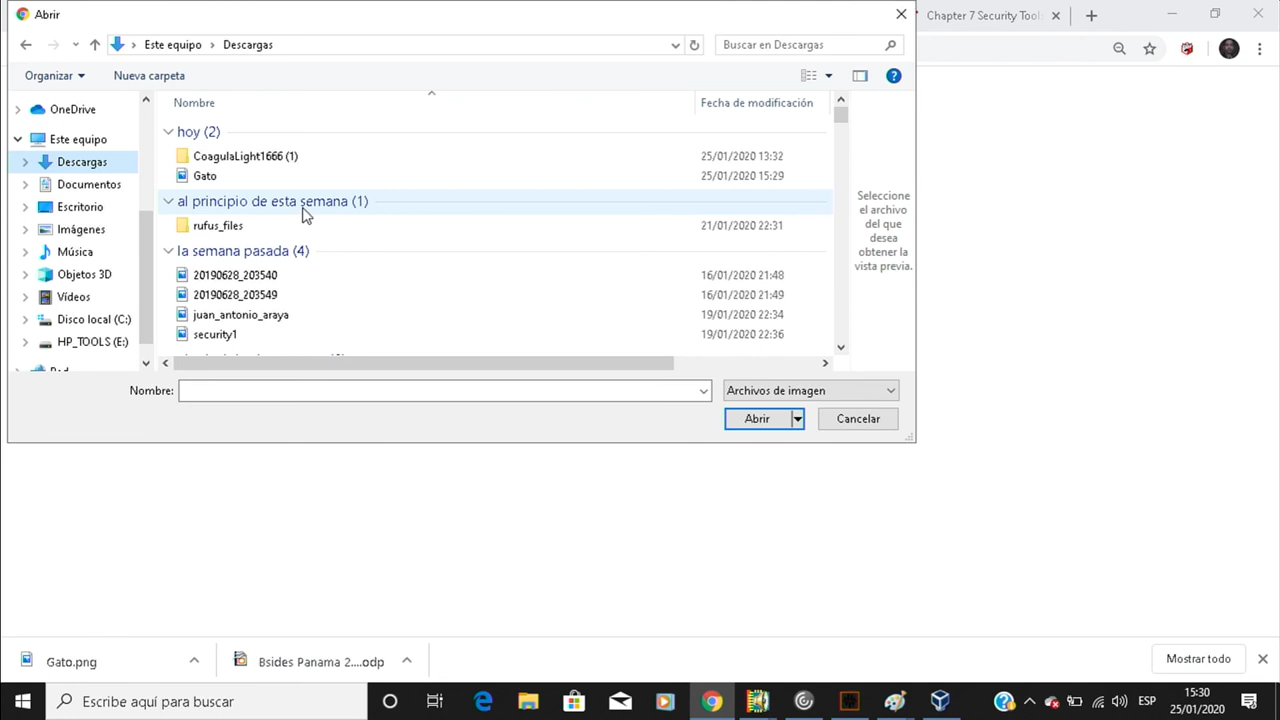 Abrir
Chapter 7 Security Tools
Este equipo > Descargas
Buscar en Descargas
Organizar
Nueva carpeta
Nombre
Fecha de modificación
OneDrive
Este equipo
Descargas
Documentos
Escritorio
Imágenes
Música
Objetos 3D
Vídeos
Disco local (C:)
HP_TOOLS (E:)
hoy (2)
CoagulaLight1666 (1) 25/01/2020 13:32
Gato 25/01/2020 15:29
al principio de esta semana (1)
rufus_files 21/01/2020 22:31
la semana pasada (4)
20190628_203540 16/01/2020 21:48
20190628_203549 16/01/2020 21:49
juan_antonio_araya 19/01/2020 22:34
security1 19/01/2020 22:36
Seleccione
el archivo
del que
desea
obtener la
vista previa.
Nombre:
Archivos de imagen
Abrir
Cancelar
Gato.png
Bsides Panama 2....odp
Mostrar todo
Escribe aquí para buscar
ESP
15:30
25/01/2020